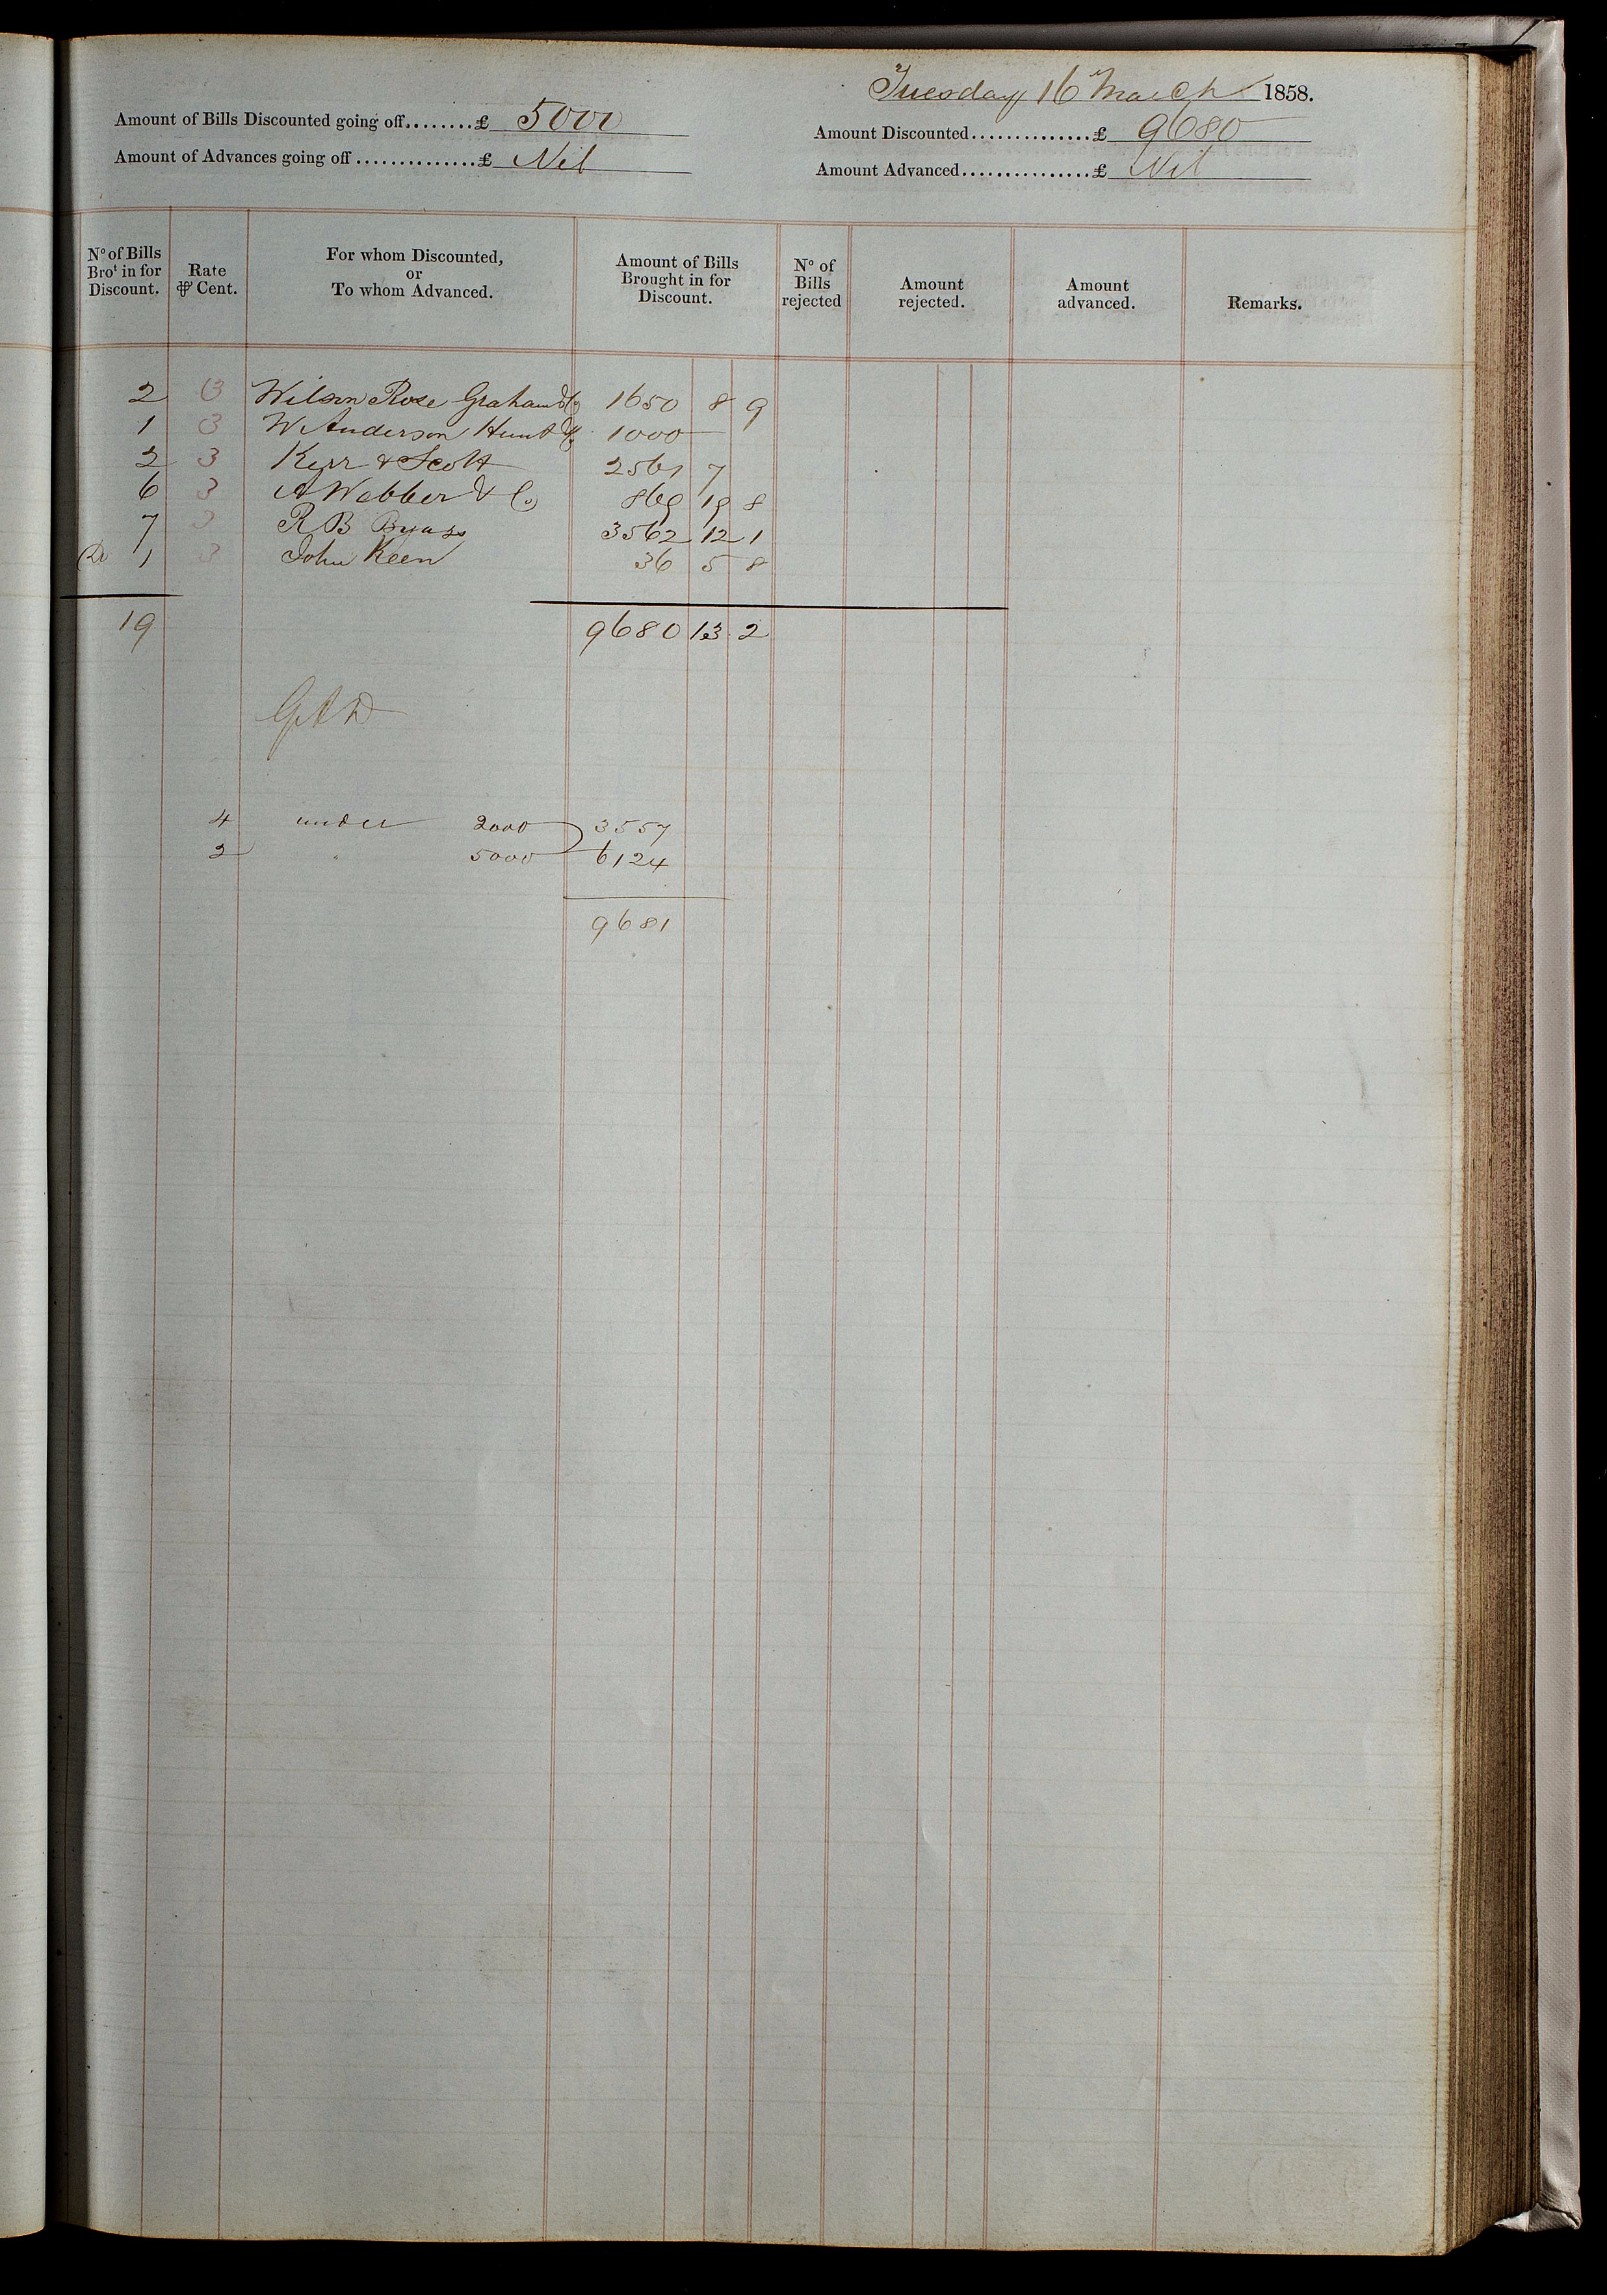 Tuesday 16 March 1858.
Amount of Bills Discounted going off........£ 5000
Amount Discounted..............£ 9680
Amount of Advances going off...............£ Nil
Amount Advanced...............£ Nil
No of Bills Brot in for Discount.
Rate ⅌ Cent.
For whom Discounted, or To whom Advanced.
Amount of Bills Brought in for Discount.
No of Bills rejected
Amount rejected.
Amount advanced.
Remarks.
2 3 Wilson Rose Graham & Co 1650 8 9
1 3 W Anderson Hunt & Co 1000 —
2 3 Kerr & Scott 2561 7
6 3 A Webber & Co 869 19 8
7 3 R B Byass 3562 12 1
1 3 John Keen 36 5 8
19 9680 13 2
4 under 2000 3557
2 " 5000 6124
9681